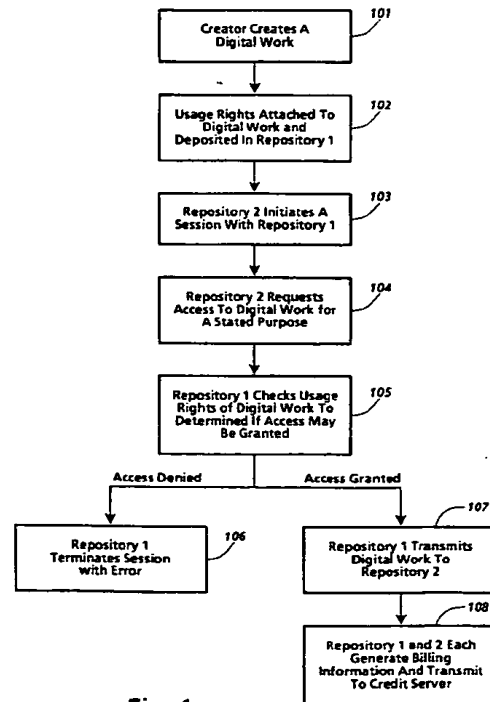 101
Creator Creates A
Digital Work
102
Usage Rights Attached To
Digital Work and
Deposited In Repository 1
103
Repository 2 Initiates A
Session With Repository 1
104
Repository 2 Requests
Access To Digital Work for
A Stated Purpose
105
Repository 1 Checks Usage
Rights of Digital Work To
Determined If Access May
Be Granted
Access Denied
Access Granted
106
Repository 1
Terminates Session
with Error
107
Repository 1 Transmits
Digital Work To
Repository 2
108
Repository 1 and 2 Each
Generate Billing
Information And Transmit
To Credit Server